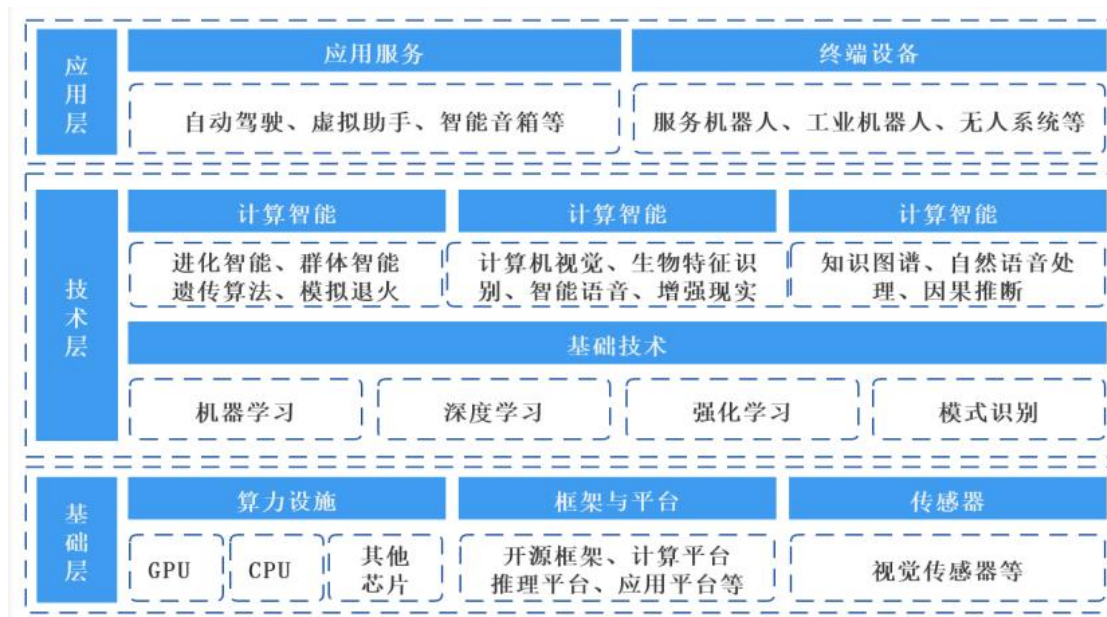 应用层
应用服务
终端设备
自动驾驶、虚拟助手、智能音箱等
服务机器人、工业机器人、无人系统等
技术层
计算智能
计算智能
计算智能
进化智能、群体智能
遗传算法、模拟退火
计算机视觉、生物特征识
别、智能语音、增强现实
知识图谱、自然语音处
理、因果推断
基础技术
机器学习
深度学习
强化学习
模式识别
基础层
算力设施
框架与平台
传感器
GPU
CPU
其他
芯片
开源框架、计算平台
推理平台、应用平台等
视觉传感器等